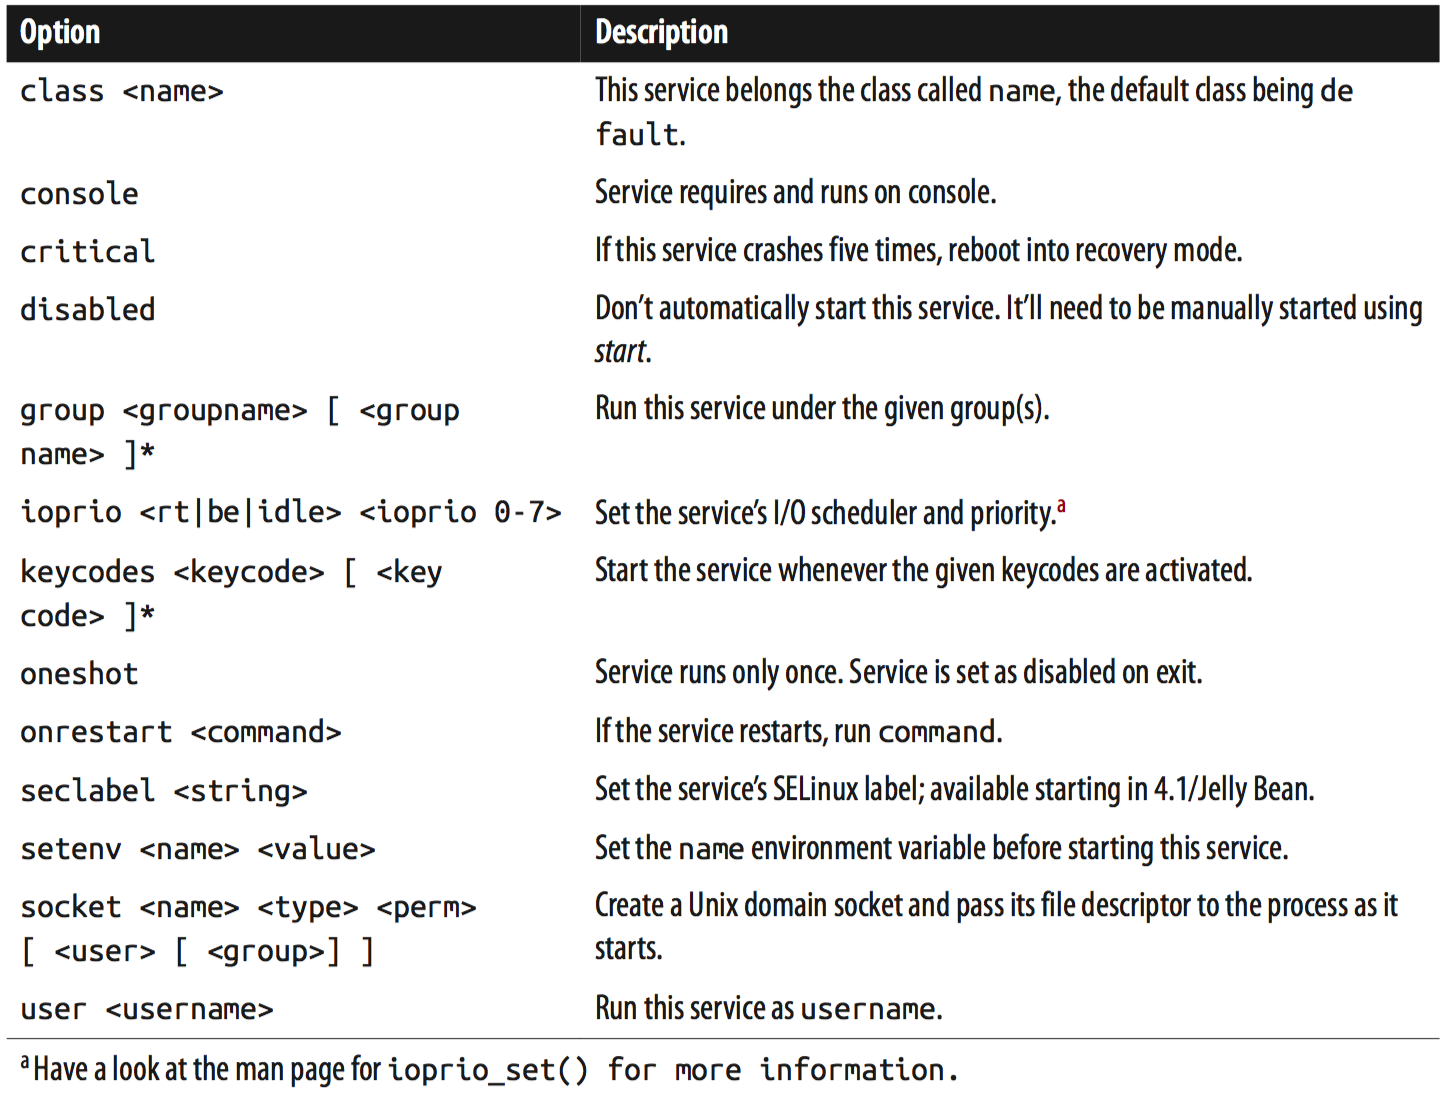 Option Description
class <name> This service belongs the class called name, the default class being de
fault.
console Service requires and runs on console.
critical If this service crashes five times, reboot into recovery mode.
disabled Don’t automatically start this service. It’ll need to be manually started using
start.
group <groupname> [ <group Run this service under the given group(s).
name> ]*
ioprio <rt|be|idle> <ioprio 0-7> Set the service’s I/O scheduler and priority.a
keycodes <keycode> [ <key Start the service whenever the given keycodes are activated.
code> ]*
oneshot Service runs only once. Service is set as disabled on exit.
onrestart <command> If the service restarts, run command.
seclabel <string> Set the service’s SELinux label; available starting in 4.1/Jelly Bean.
setenv <name> <value> Set the name environment variable before starting this service.
socket <name> <type> <perm> Create a Unix domain socket and pass its file descriptor to the process as it
[ <user> [ <group>] ] starts.
user <username> Run this service as username.
a Have a look at the man page for ioprio_set() for more information.